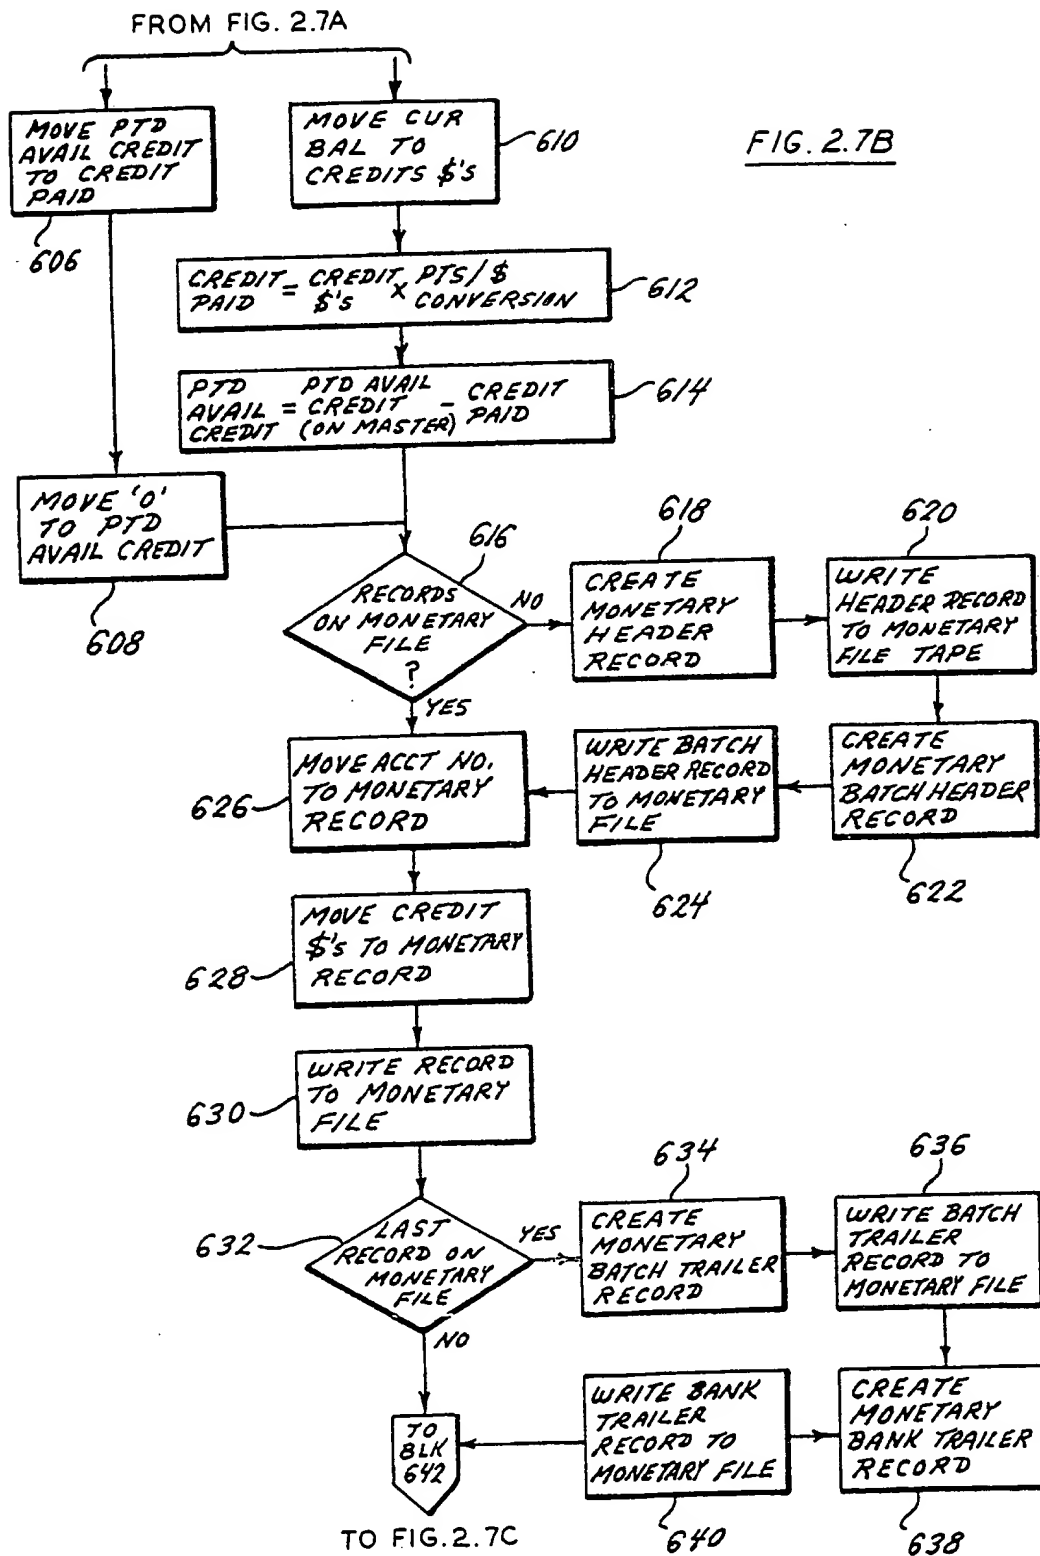 FROM FIG. 2.7A
FIG. 2.7B
MOVE PTD
AVAIL CREDIT
TO CREDIT
PAID
606
MOVE CUR
BAL TO
CREDITS $'S
610
CREDIT PAID = CREDIT $'S × PTS/$ CONVERSION
612
PTD AVAIL CREDIT = PTD AVAIL CREDIT (ON MASTER) - CREDIT PAID
614
MOVE 'O'
TO PTD
AVAIL CREDIT
608
616
RECORDS
ON MONETARY
FILE
?
NO
YES
618
CREATE
MONETARY
HEADER
RECORD
620
WRITE
HEADER RECORD
TO MONETARY
FILE TAPE
CREATE
MONETARY
BATCH HEADER
RECORD
622
WRITE BATCH
HEADER RECORD
TO MONETARY
FILE
624
MOVE ACCT NO.
TO MONETARY
RECORD
626
MOVE CREDIT
$'S TO MONETARY
RECORD
628
WRITE RECORD
TO MONETARY
FILE
630
632
LAST
RECORD ON
MONETARY
FILE
YES
NO
634
CREATE
MONETARY
BATCH TRAILER
RECORD
636
WRITE BATCH
TRAILER
RECORD TO
MONETARY FILE
CREATE
MONETARY
BANK TRAILER
RECORD
638
WRITE BANK
TRAILER
RECORD TO
MONETARY FILE
640
TO
BLK
642
TO FIG. 2.7C